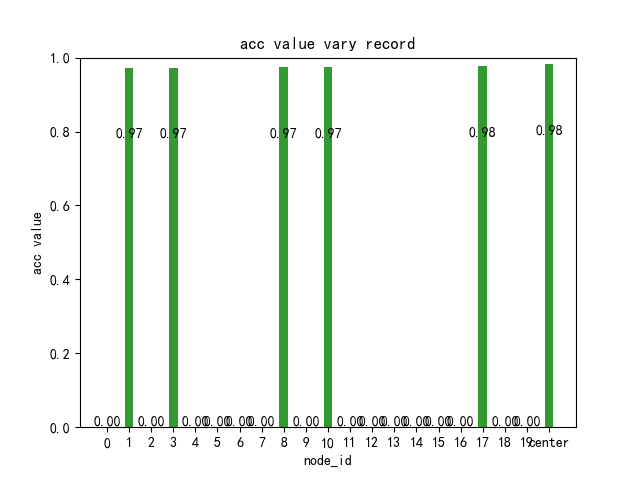 acc value vary record
acc value
1.0
0.8
0.6
0.4
0.2
0.0
0.97 0.97 0.97 0.97 0.98 0.98
0.00 0.00 0.00 0.00 0.00 0.00 0.00 0.00 0.00 0.00 0.00 0.00 0.00 0.00 0.00
0 1 2 3 4 5 6 7 8 9 10 11 12 13 14 15 16 17 18 19 center
node_id